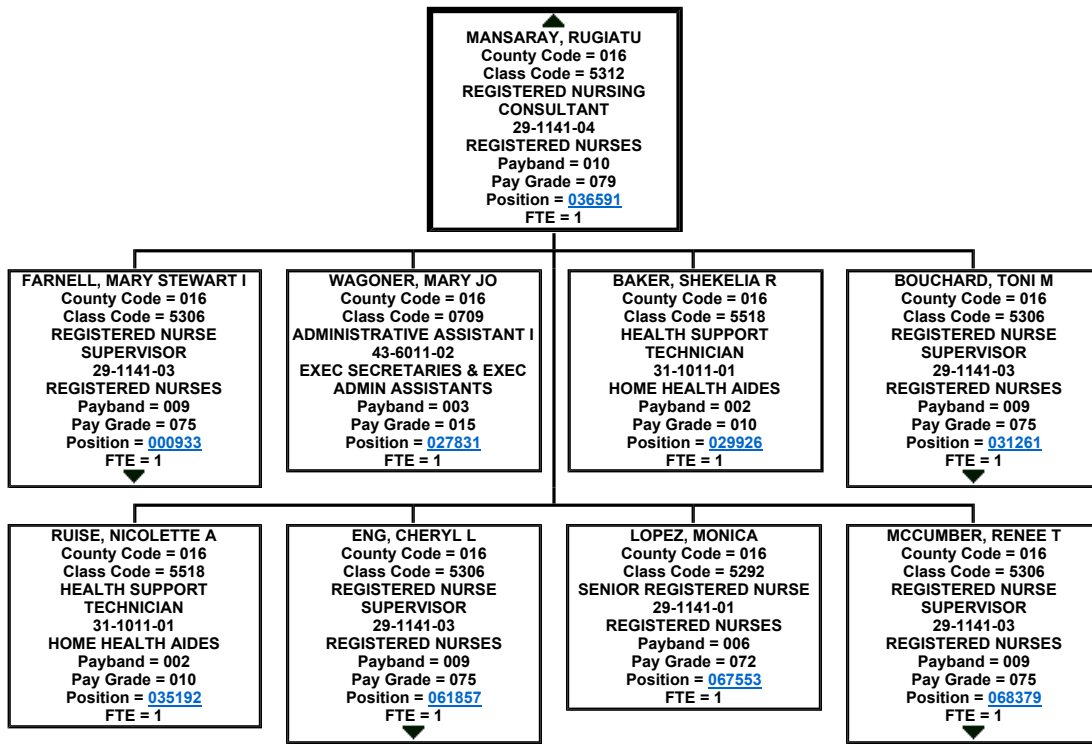 MANSARAY, RUGIATU
County Code = 016
Class Code = 5312
REGISTERED NURSING
CONSULTANT
29-1141-04
REGISTERED NURSES
Payband = 010
Pay Grade = 079
Position = 036591
FTE = 1
FARNELL, MARY STEWART I
County Code = 016
Class Code = 5306
REGISTERED NURSE
SUPERVISOR
29-1141-03
REGISTERED NURSES
Payband = 009
Pay Grade = 075
Position = 000933
FTE = 1
WAGONER, MARY JO
County Code = 016
Class Code = 0709
ADMINISTRATIVE ASSISTANT I
43-6011-02
EXEC SECRETARIES & EXEC
ADMIN ASSISTANTS
Payband = 003
Pay Grade = 015
Position = 027831
FTE = 1
BAKER, SHEKELIA R
County Code = 016
Class Code = 5518
HEALTH SUPPORT
TECHNICIAN
31-1011-01
HOME HEALTH AIDES
Payband = 002
Pay Grade = 010
Position = 029926
FTE = 1
BOUCHARD, TONI M
County Code = 016
Class Code = 5306
REGISTERED NURSE
SUPERVISOR
29-1141-03
REGISTERED NURSES
Payband = 009
Pay Grade = 075
Position = 031261
FTE = 1
RUISE, NICOLETTE A
County Code = 016
Class Code = 5518
HEALTH SUPPORT
TECHNICIAN
31-1011-01
HOME HEALTH AIDES
Payband = 002
Pay Grade = 010
Position = 035192
FTE = 1
ENG, CHERYL L
County Code = 016
Class Code = 5306
REGISTERED NURSE
SUPERVISOR
29-1141-03
REGISTERED NURSES
Payband = 009
Pay Grade = 075
Position = 061857
FTE = 1
LOPEZ, MONICA
County Code = 016
Class Code = 5292
SENIOR REGISTERED NURSE
29-1141-01
REGISTERED NURSES
Payband = 006
Pay Grade = 072
Position = 067553
FTE = 1
MCCUMBER, RENEE T
County Code = 016
Class Code = 5306
REGISTERED NURSE
SUPERVISOR
29-1141-03
REGISTERED NURSES
Payband = 009
Pay Grade = 075
Position = 068379
FTE = 1